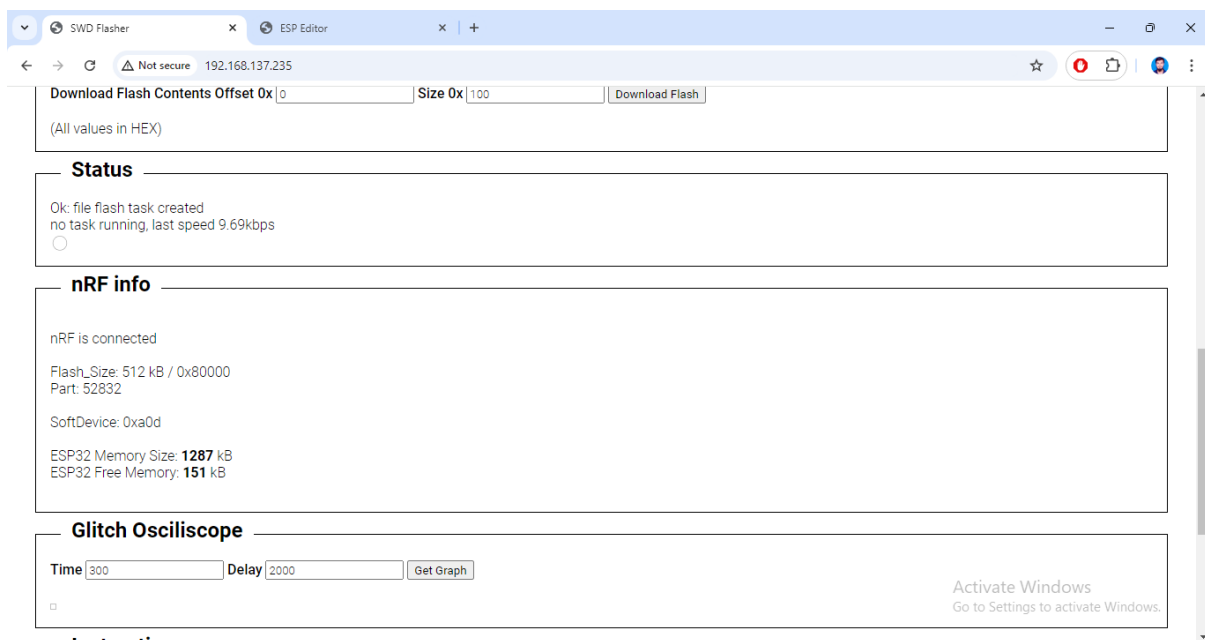 SWD Flasher
ESP Editor
Not secure 192.168.137.235
Download Flash Contents Offset 0x 0 Size 0x 100 Download Flash
(All values in HEX)
Status
Ok: file flash task created
no task running, last speed 9.69kbps
nRF info
nRF is connected
Flash_Size: 512 kB / 0x80000
Part: 52832
SoftDevice: 0xa0d
ESP32 Memory Size: 1287 kB
ESP32 Free Memory: 151 kB
Glitch Osciliscope
Time 300 Delay 2000 Get Graph
Activate Windows
Go to Settings to activate Windows.